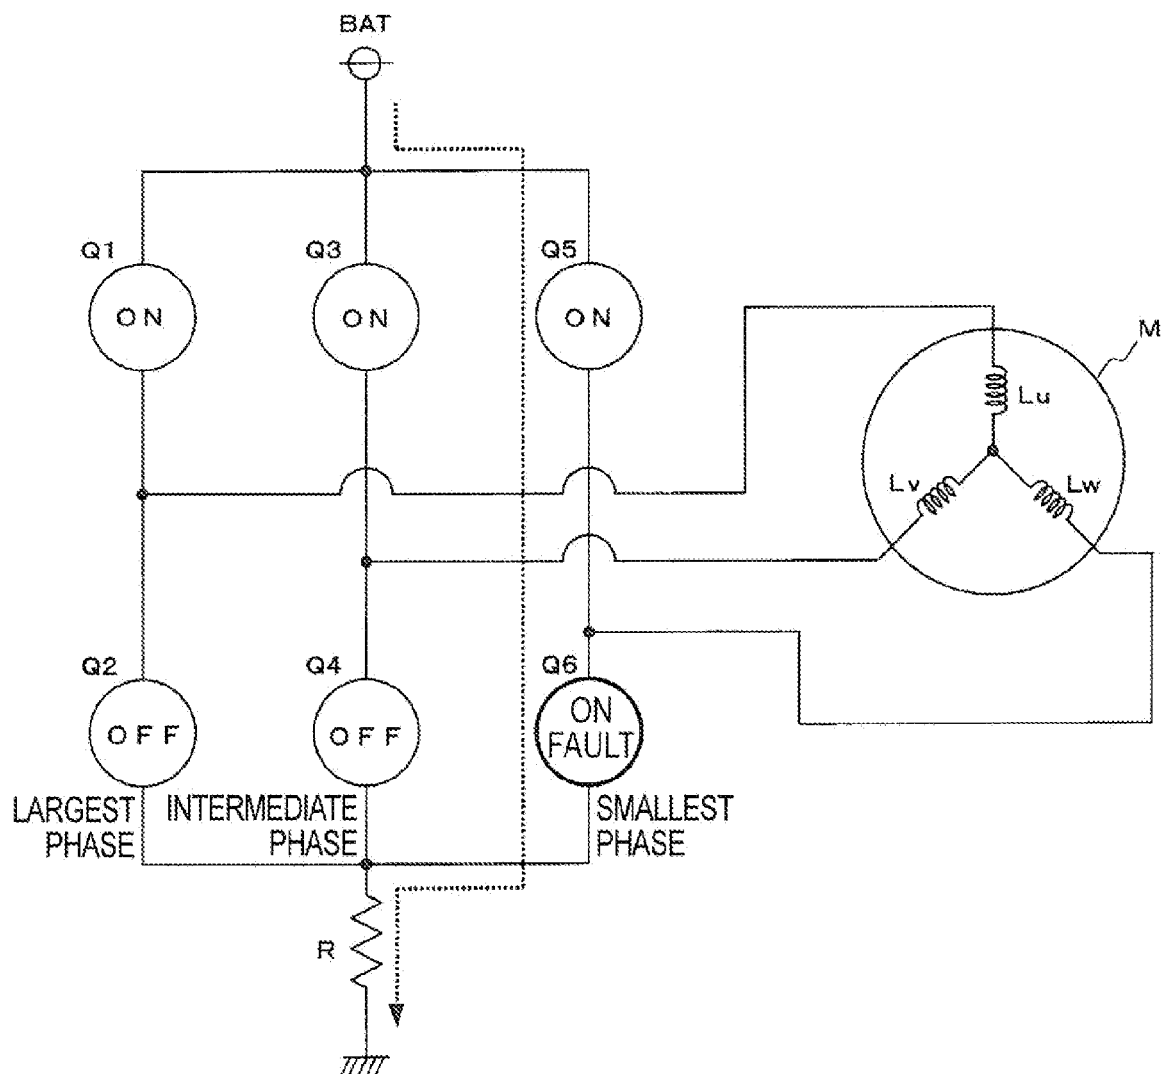 BAT
Q1
Q3
Q5
ON
ON
ON
M
Lu
Lv
Lw
Q2
Q4
Q6
OFF
OFF
ON
FAULT
LARGEST
PHASE
INTERMEDIATE
PHASE
SMALLEST
PHASE
R